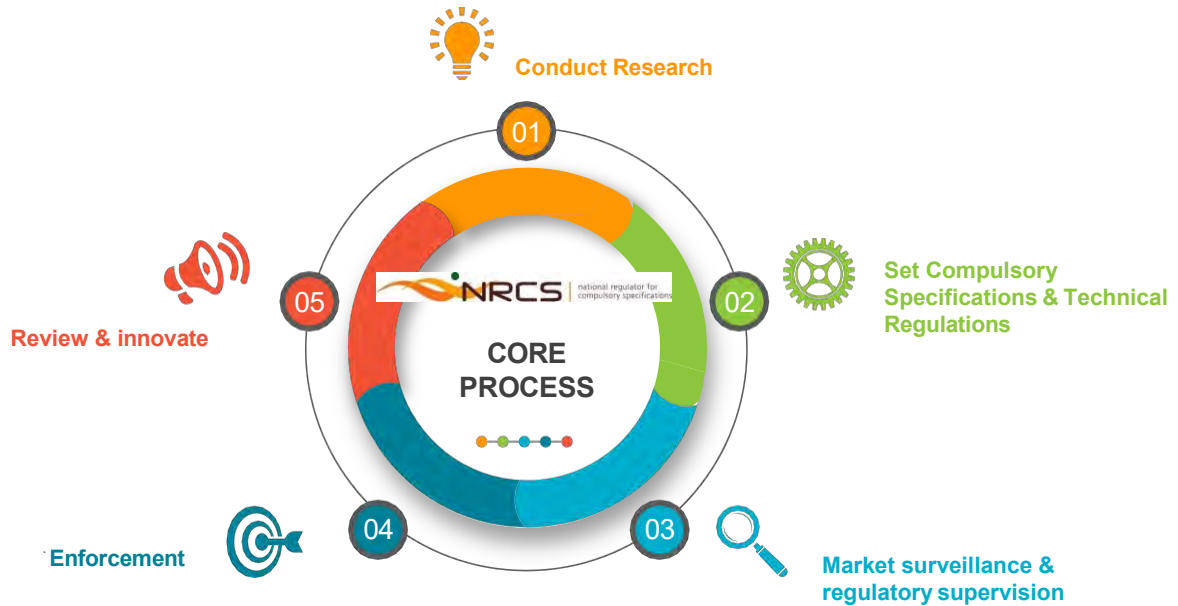 Conduct Research
01
Set Compulsory
Specifications & Technical
Regulations
02
Market surveillance &
regulatory supervision
03
Enforcement
04
Review & innovate
05
NRCS
national regulator for
compulsory specifications
CORE
PROCESS